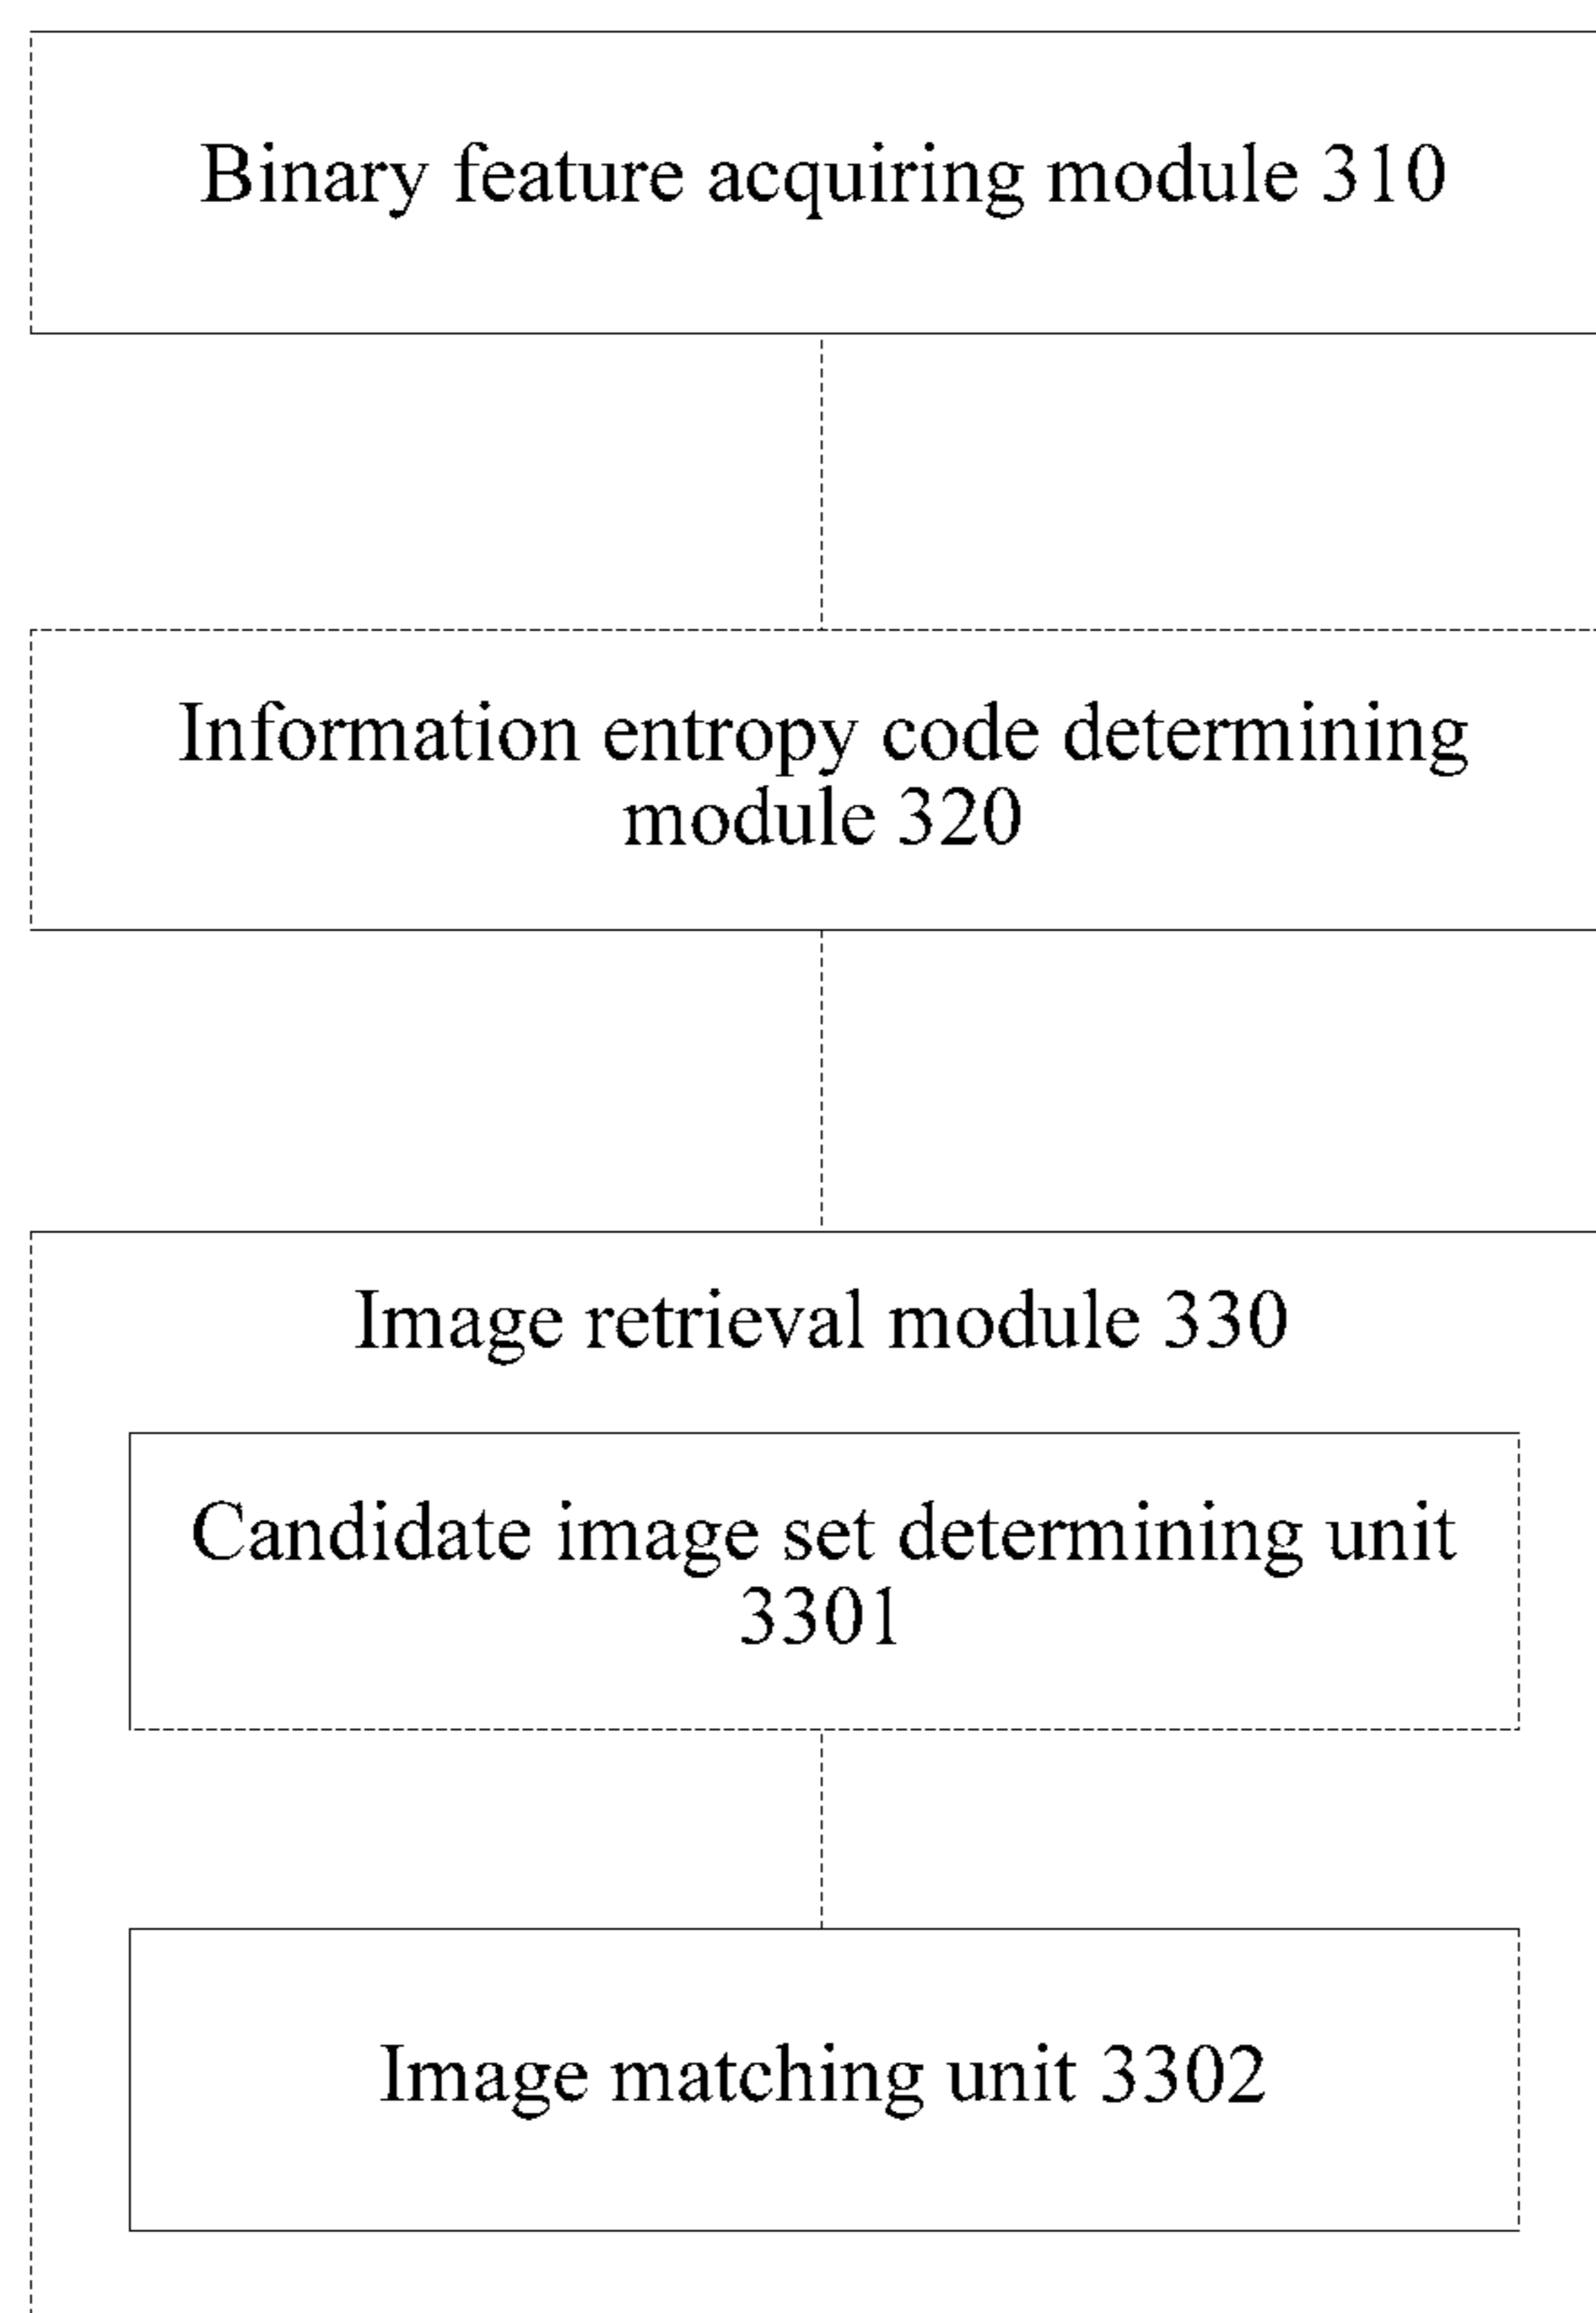 Binary feature acquiring module 310
Information entropy code determining
module 320
Image retrieval module 330
Candidate image set determining unit
3301
Image matching unit 3302